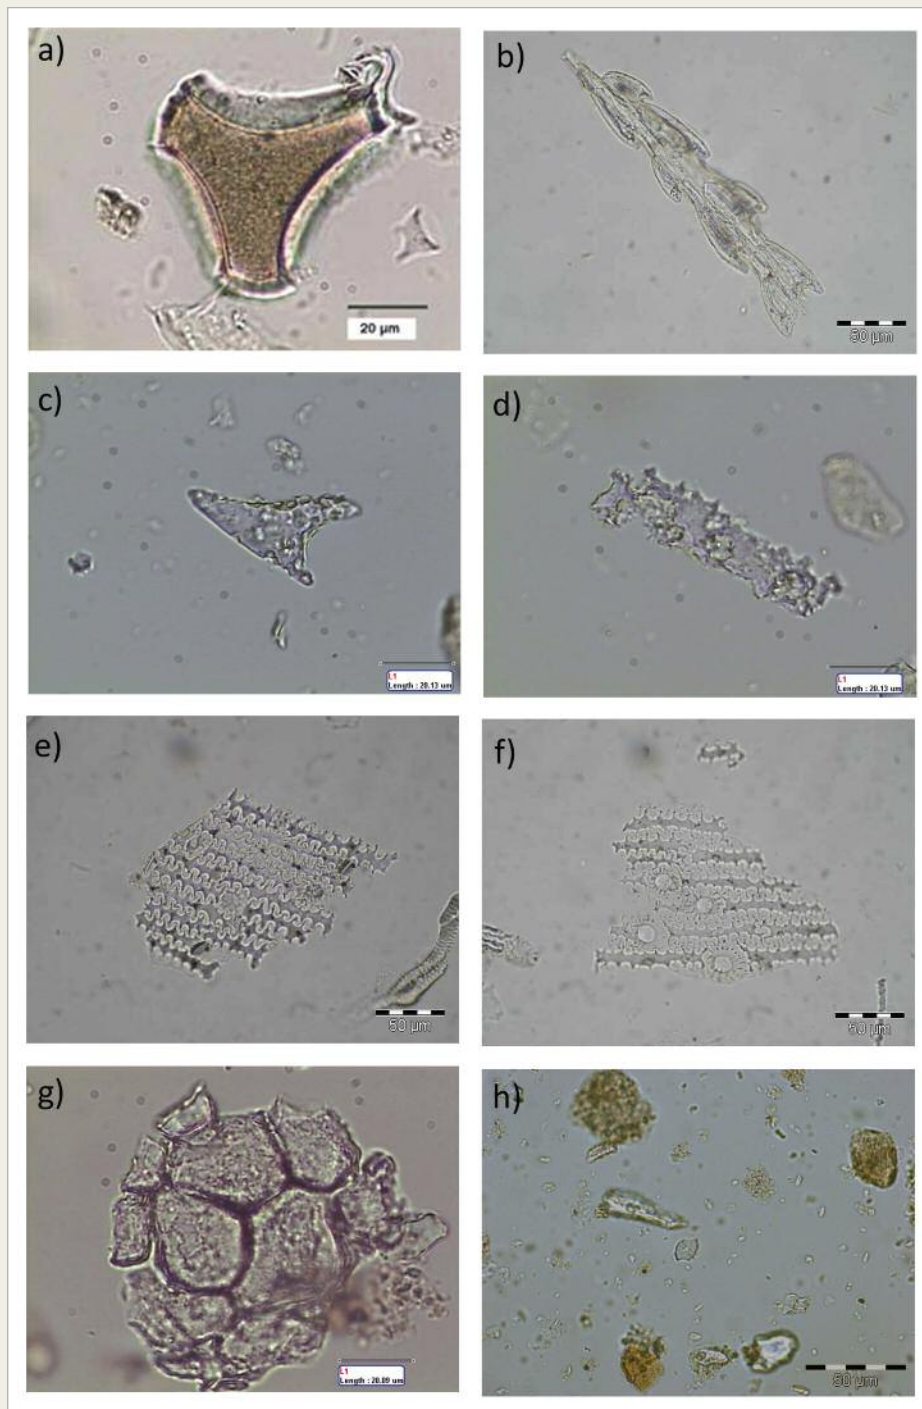 a)
b)
20 µm
50 µm
c)
d)
L1
Length : 20.13 um
L1
Length : 20.13 um
e)
f)
50 µm
50 µm
g)
h)
L1
Length : 20.09 um
50 µm